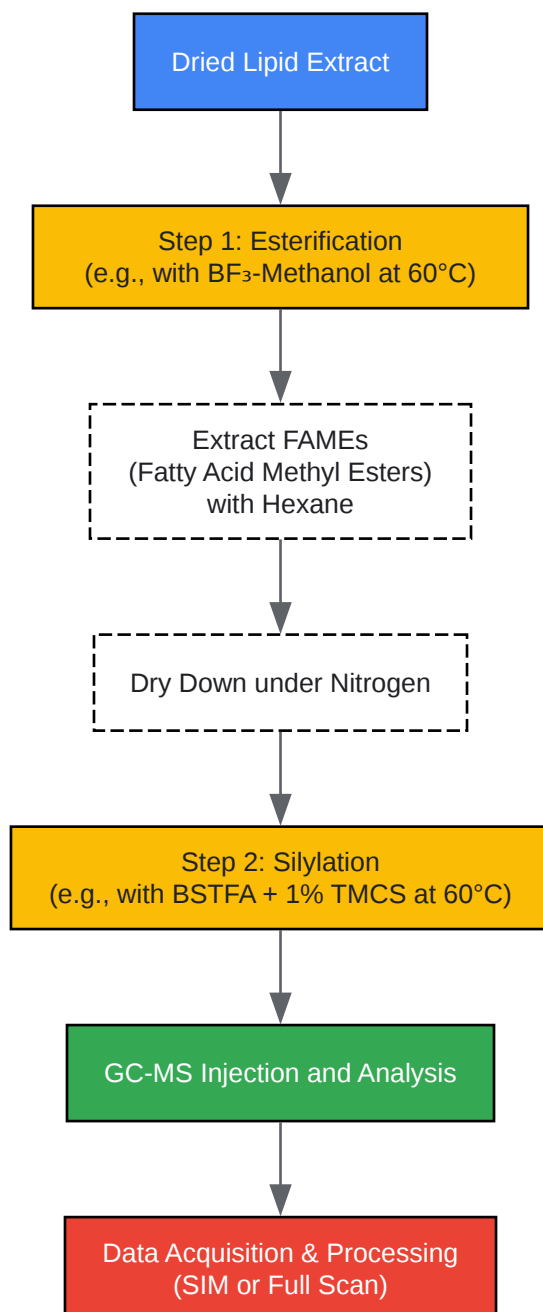 Dried Lipid Extract
Step 1: Esterification
(e.g., with BF₃-Methanol at 60°C)
Extract FAMEs
(Fatty Acid Methyl Esters)
with Hexane
Dry Down under Nitrogen
Step 2: Silylation
(e.g., with BSTFA + 1% TMCS at 60°C)
GC-MS Injection and Analysis
Data Acquisition & Processing
(SIM or Full Scan)